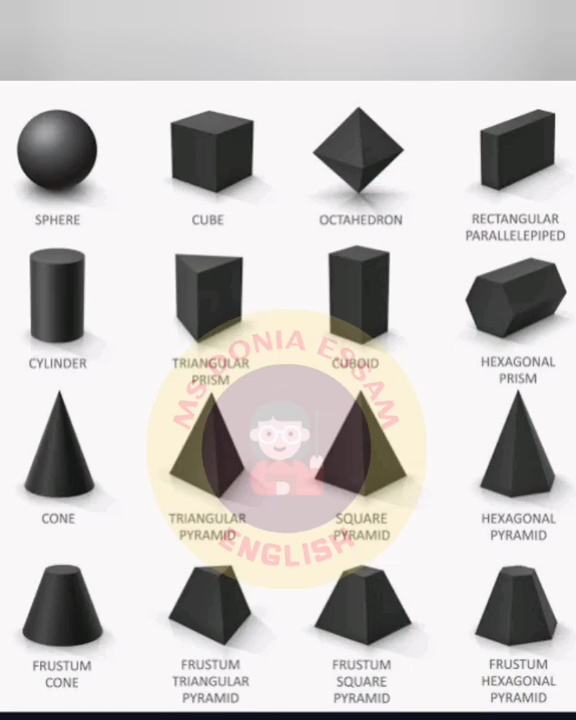 SPHERE
CUBE
OCTAHEDRON
RECTANGULAR
PARALLELEPIPED
CYLINDER
TRIANGULAR
PRISM
CUBOID
HEXAGONAL
PRISM
CONE
TRIANGULAR
PYRAMID
SQUARE
PYRAMID
HEXAGONAL
PYRAMID
FRUSTUM
CONE
FRUSTUM
TRIANGULAR
PYRAMID
FRUSTUM
SQUARE
PYRAMID
FRUSTUM
HEXAGONAL
PYRAMID
MS DONIA ESSAM
ENGLISH